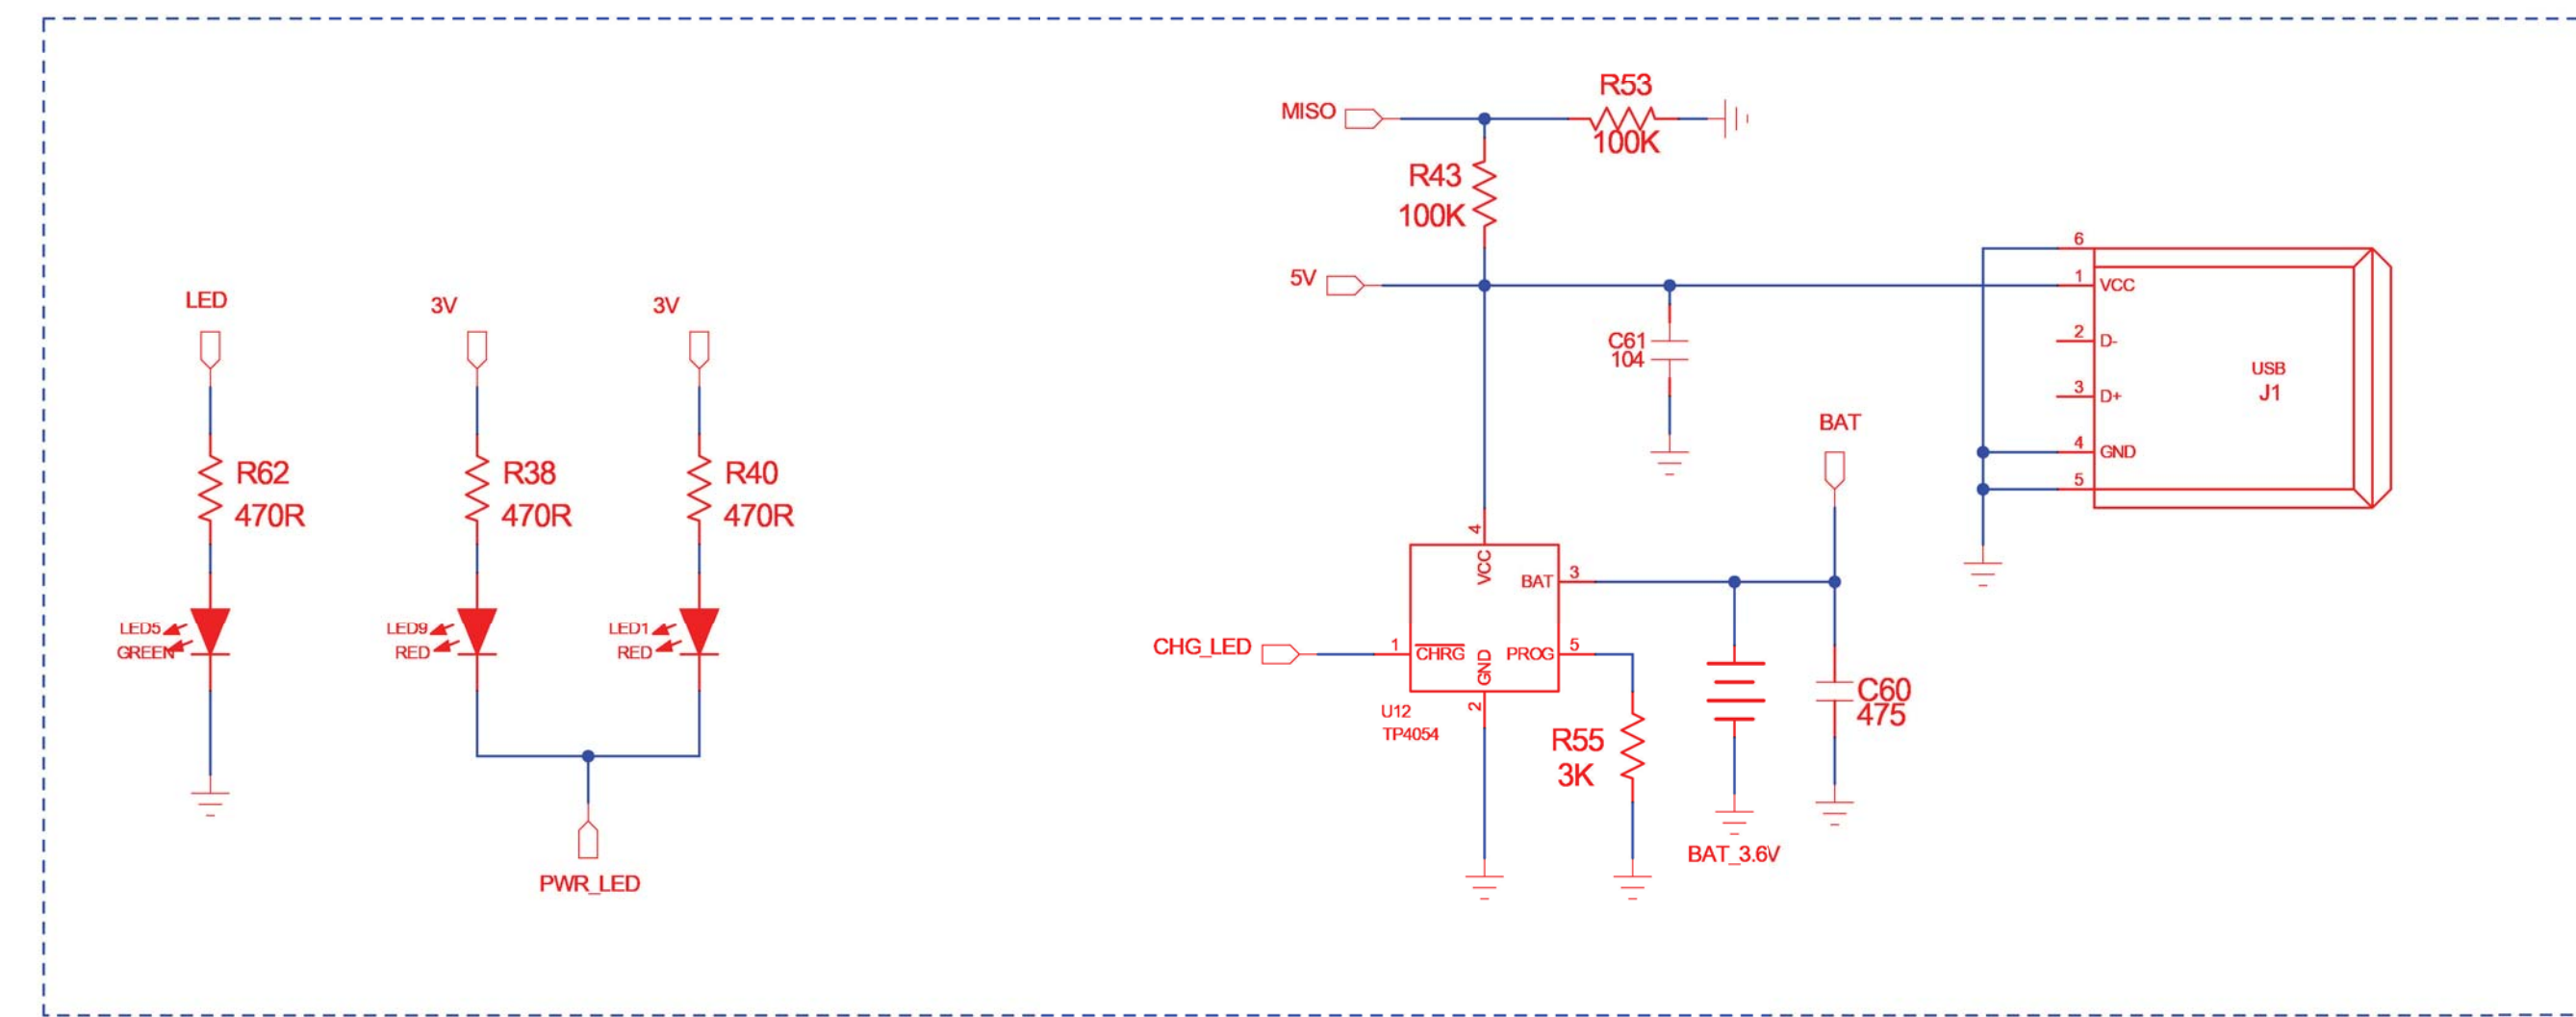 LED
3V
3V
R62
470R
R38
470R
R40
470R
LED5
GREEN
LED9
RED
LED1
RED
PWR_LED
MISO
R53
100K
R43
100K
5V
C61
104
6
1
VCC
2
D-
3
D+
4
GND
5
USB
J1
BAT
4
VCC
BAT
3
CHG_LED
1
CHRG
GND
PROG
5
2
U12
TP4054
R55
3K
C60
475
BAT_3.6V